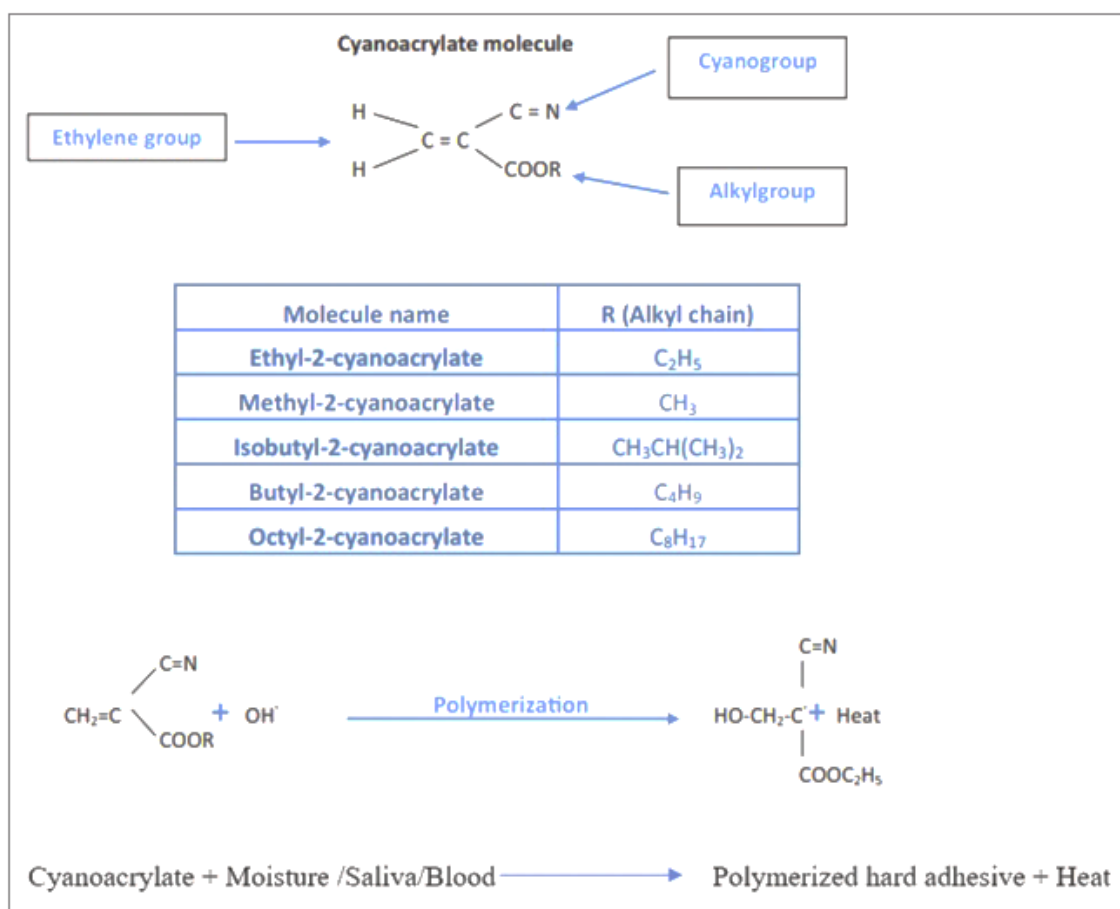 Cyanoacrylate molecule
Cyanogroup
H
C = N
Ethylene group
C = C
H
COOR
Alkylgroup
Molecule name R (Alkyl chain)
Ethyl-2-cyanoacrylate C₂H₅
Methyl-2-cyanoacrylate CH₃
Isobutyl-2-cyanoacrylate CH₃CH(CH₃)₂
Butyl-2-cyanoacrylate C₄H₉
Octyl-2-cyanoacrylate C₈H₁₇
C=N
C=N
Polymerization
CH₂=C + OH⁻ HO-CH₂-C⁻ + Heat
COOR
COOC₂H₅
Cyanoacrylate + Moisture /Saliva/Blood Polymerized hard adhesive + Heat